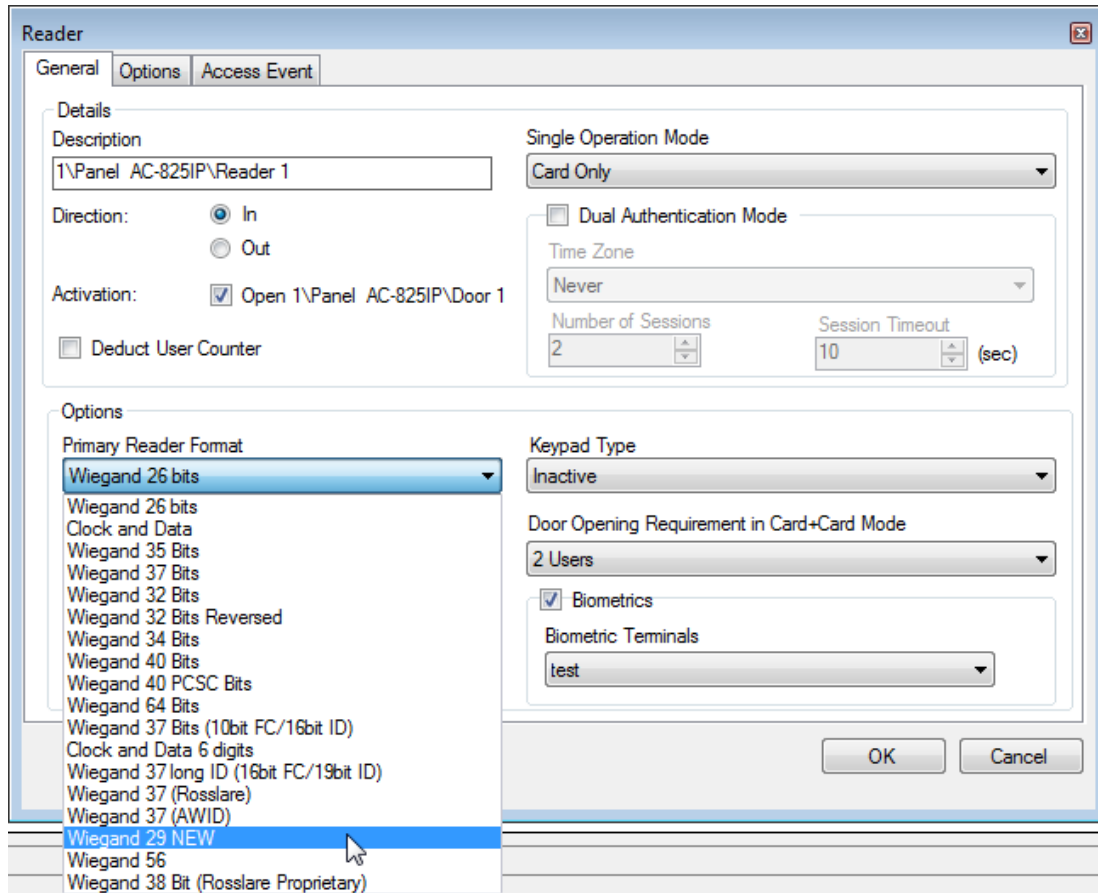 Reader
General Options Access Event
Details
Description
1\Panel AC-825IP\Reader 1
Direction: In
Out
Activation: Open 1\Panel AC-825IP\Door 1
Deduct User Counter
Single Operation Mode
Card Only
Dual Authentication Mode
Time Zone
Never
Number of Sessions Session Timeout
2 10 (sec)
Options
Primary Reader Format
Wiegand 26 bits
Wiegand 26 bits
Clock and Data
Wiegand 35 Bits
Wiegand 37 Bits
Wiegand 32 Bits
Wiegand 32 Bits Reversed
Wiegand 34 Bits
Wiegand 40 Bits
Wiegand 40 PCSC Bits
Wiegand 64 Bits
Wiegand 37 Bits (10bit FC/16bit ID)
Clock and Data 6 digits
Wiegand 37 long ID (16bit FC/19bit ID)
Wiegand 37 (Rosslare)
Wiegand 37 (AWID)
Wiegand 29 NEW
Wiegand 56
Wiegand 38 Bit (Rosslare Proprietary)
Keypad Type
Inactive
Door Opening Requirement in Card+Card Mode
2 Users
Biometrics
Biometric Terminals
test
OK Cancel